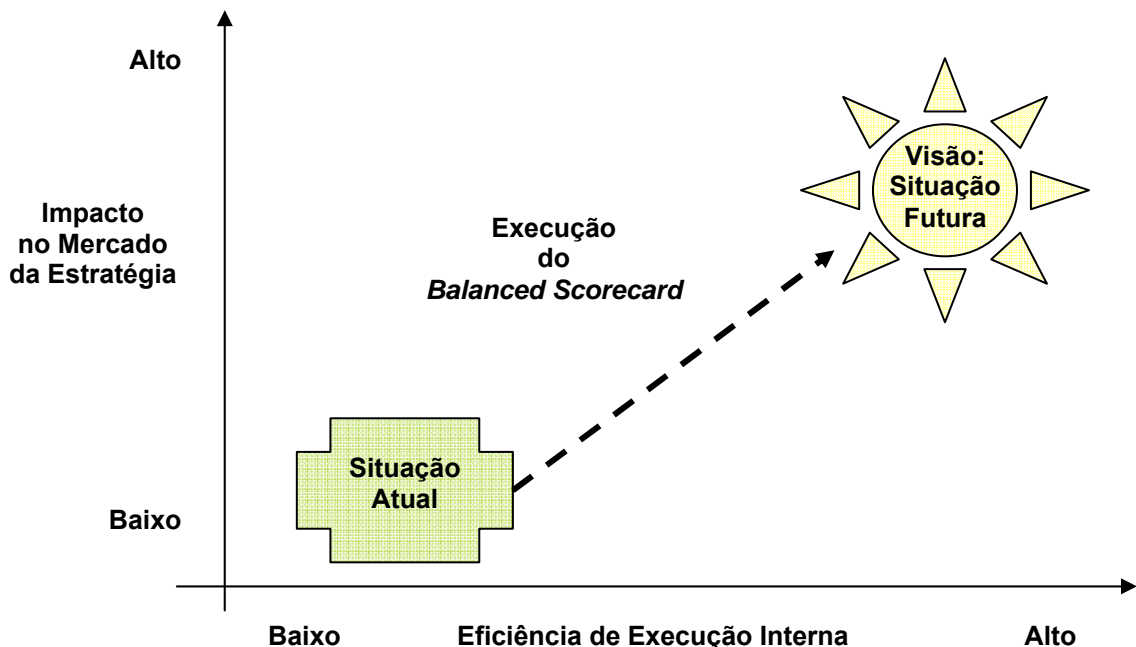 Alto
Visão:
Situação
Futura
Impacto
no Mercado
da Estratégia
Execução
do
Balanced Scorecard
Situação
Atual
Baixo
Baixo
Eficiência de Execução Interna
Alto